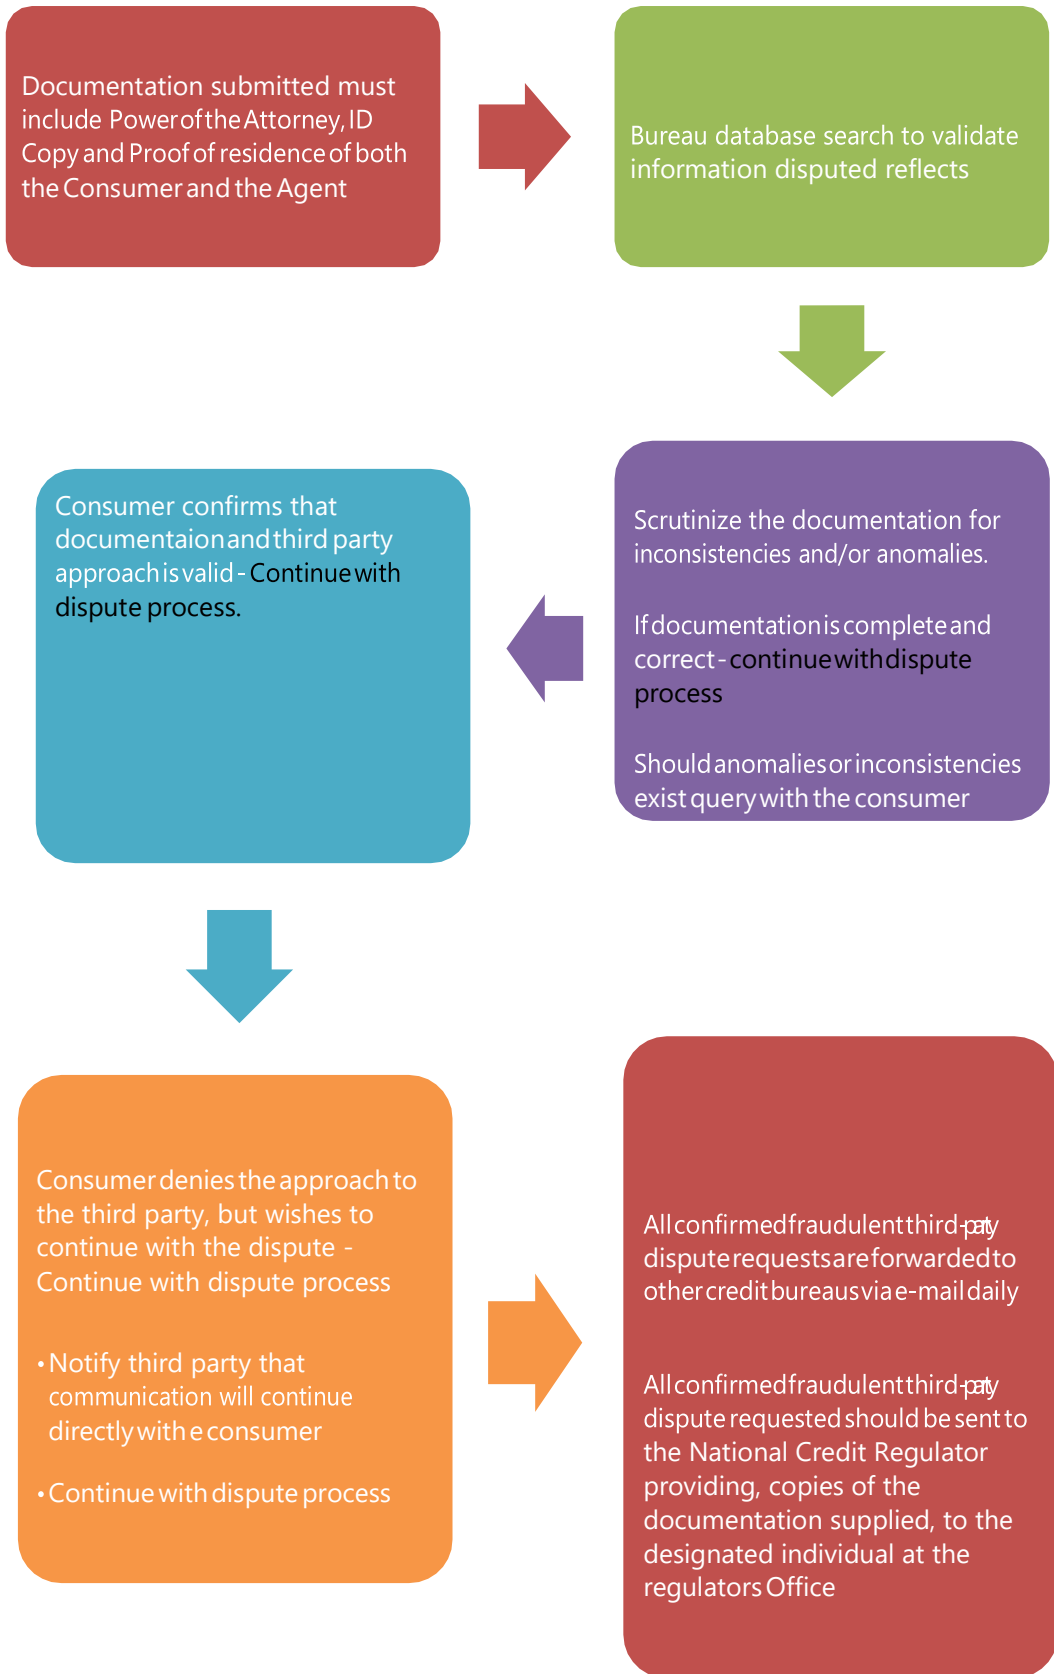 Documentation submitted must
include Power of the Attorney, ID
Copy and Proof of residence of both
the Consumer and the Agent
Bureau database search to validate
information disputed reflects
Scrutinize the documentation for
inconsistencies and/or anomalies.
If documentation is complete and
correct - continue with dispute
process
Should anomalies or inconsistencies
exist query with the consumer
Consumer confirms that
documentaion and third party
approach is valid - Continue with
dispute process.
Consumer denies the approach to
the third party, but wishes to
continue with the dispute -
Continue with dispute process
• Notify third party that
communication will continue
directly with e consumer
• Continue with dispute process
All confirmed fraudulent third-party
dispute requests are forwarded to
other credit bureaus via e-mail daily
All confirmed fraudulent third-party
dispute requested should be sent to
the National Credit Regulator
providing, copies of the
documentation supplied, to the
designated individual at the
regulators Office